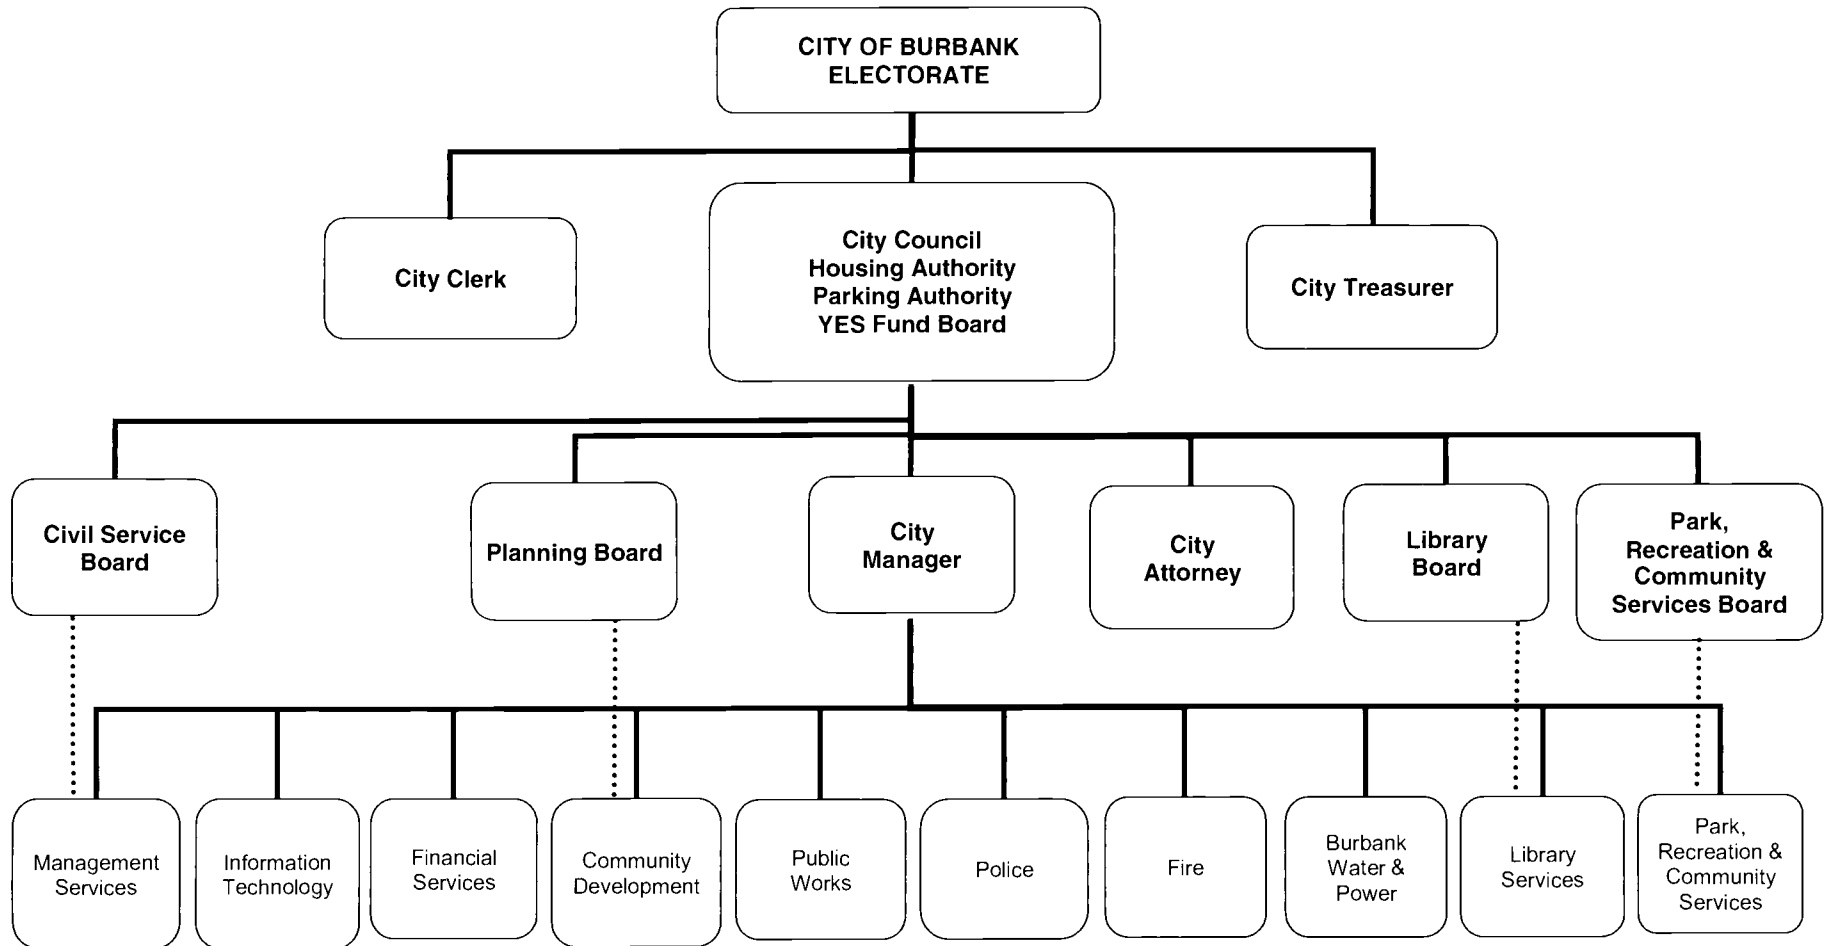 CITY OF BURBANK
ELECTORATE
City Clerk
City Council
Housing Authority
Parking Authority
YES Fund Board
City Treasurer
Civil Service
Board
Planning Board
City
Manager
City
Attorney
Library
Board
Park,
Recreation &
Community
Services Board
Management
Services
Information
Technology
Financial
Services
Community
Development
Public
Works
Police
Fire
Burbank
Water &
Power
Library
Services
Park,
Recreation &
Community
Services